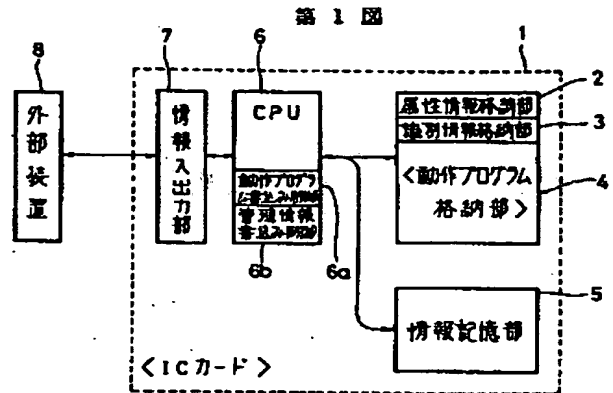 第 1 図
1
8
7
6
2
3
4
5
外部装置
情報入出力部
CPU
動作プログラ
ム書込み制御部
管理情報
書込み制御部
6b
6a
属性情報格納部
識別情報格納部
<動作プログラム
格納部>
情報記憶部
<ICカード>